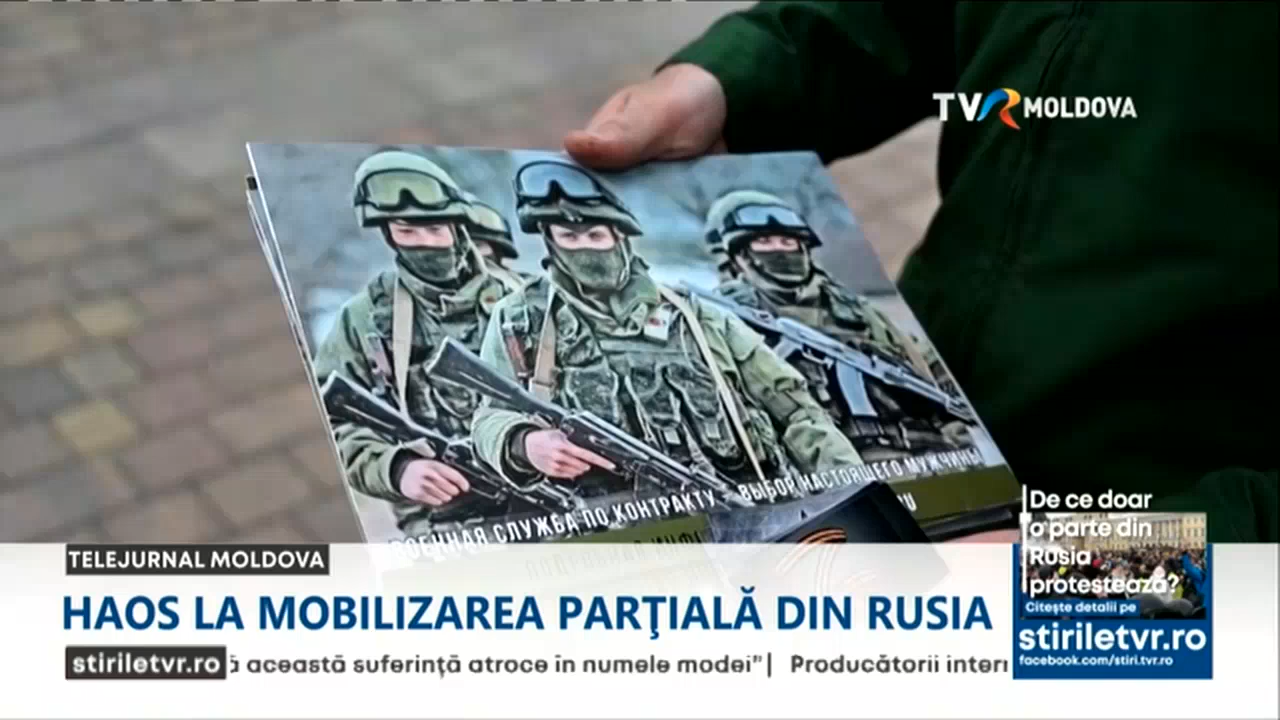 TVR MOLDOVA
ВОЕННАЯ СЛУЖБА ПО КОНТРАКТУ - ВЫБОР НАСТОЯЩЕГО МУЖЧИНЫ
De ce doar
o parte din
Rusia
protestează?
Citește detalii pe
stiriletvr.ro
facebook.com/stiri.tvr.ro
TELEJURNAL MOLDOVA
HAOS LA MOBILIZAREA PARŢIALĂ DIN RUSIA
stiriletvr.ro
ă această suferință atroce în numele modei" | Producătorii intern